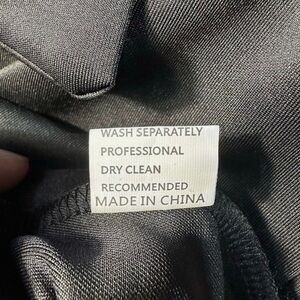 WASH SEPARATELY
PROFESSIONAL
DRY CLEAN
RECOMMENDED
MADE IN CHINA